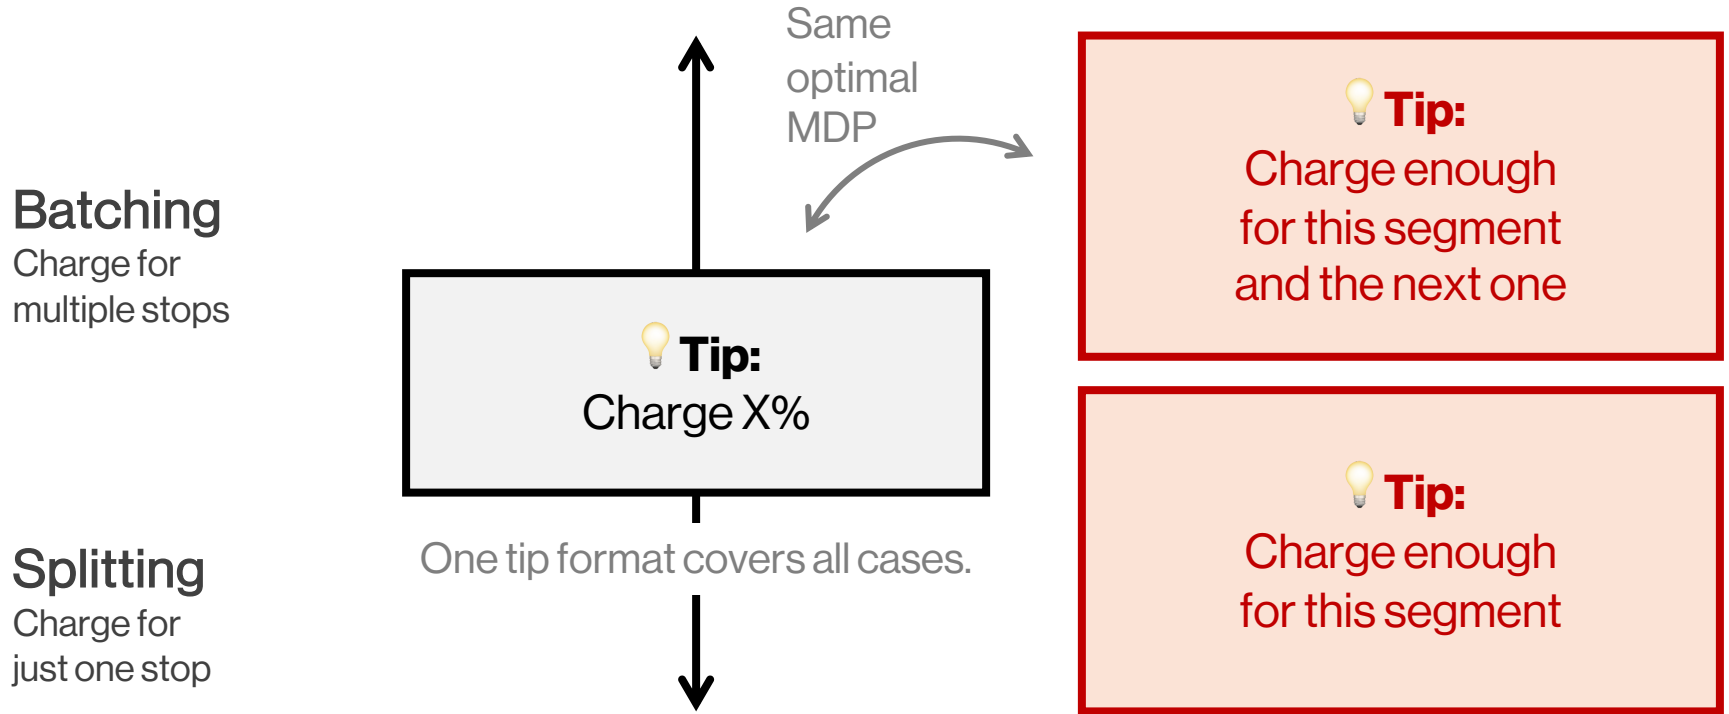 Batching
Charge for
multiple stops
Splitting
Charge for
just one stop
Same
optimal
MDP
💡 Tip:
Charge X%
One tip format covers all cases.
💡 Tip:
Charge enough
for this segment
and the next one
💡 Tip:
Charge enough
for this segment